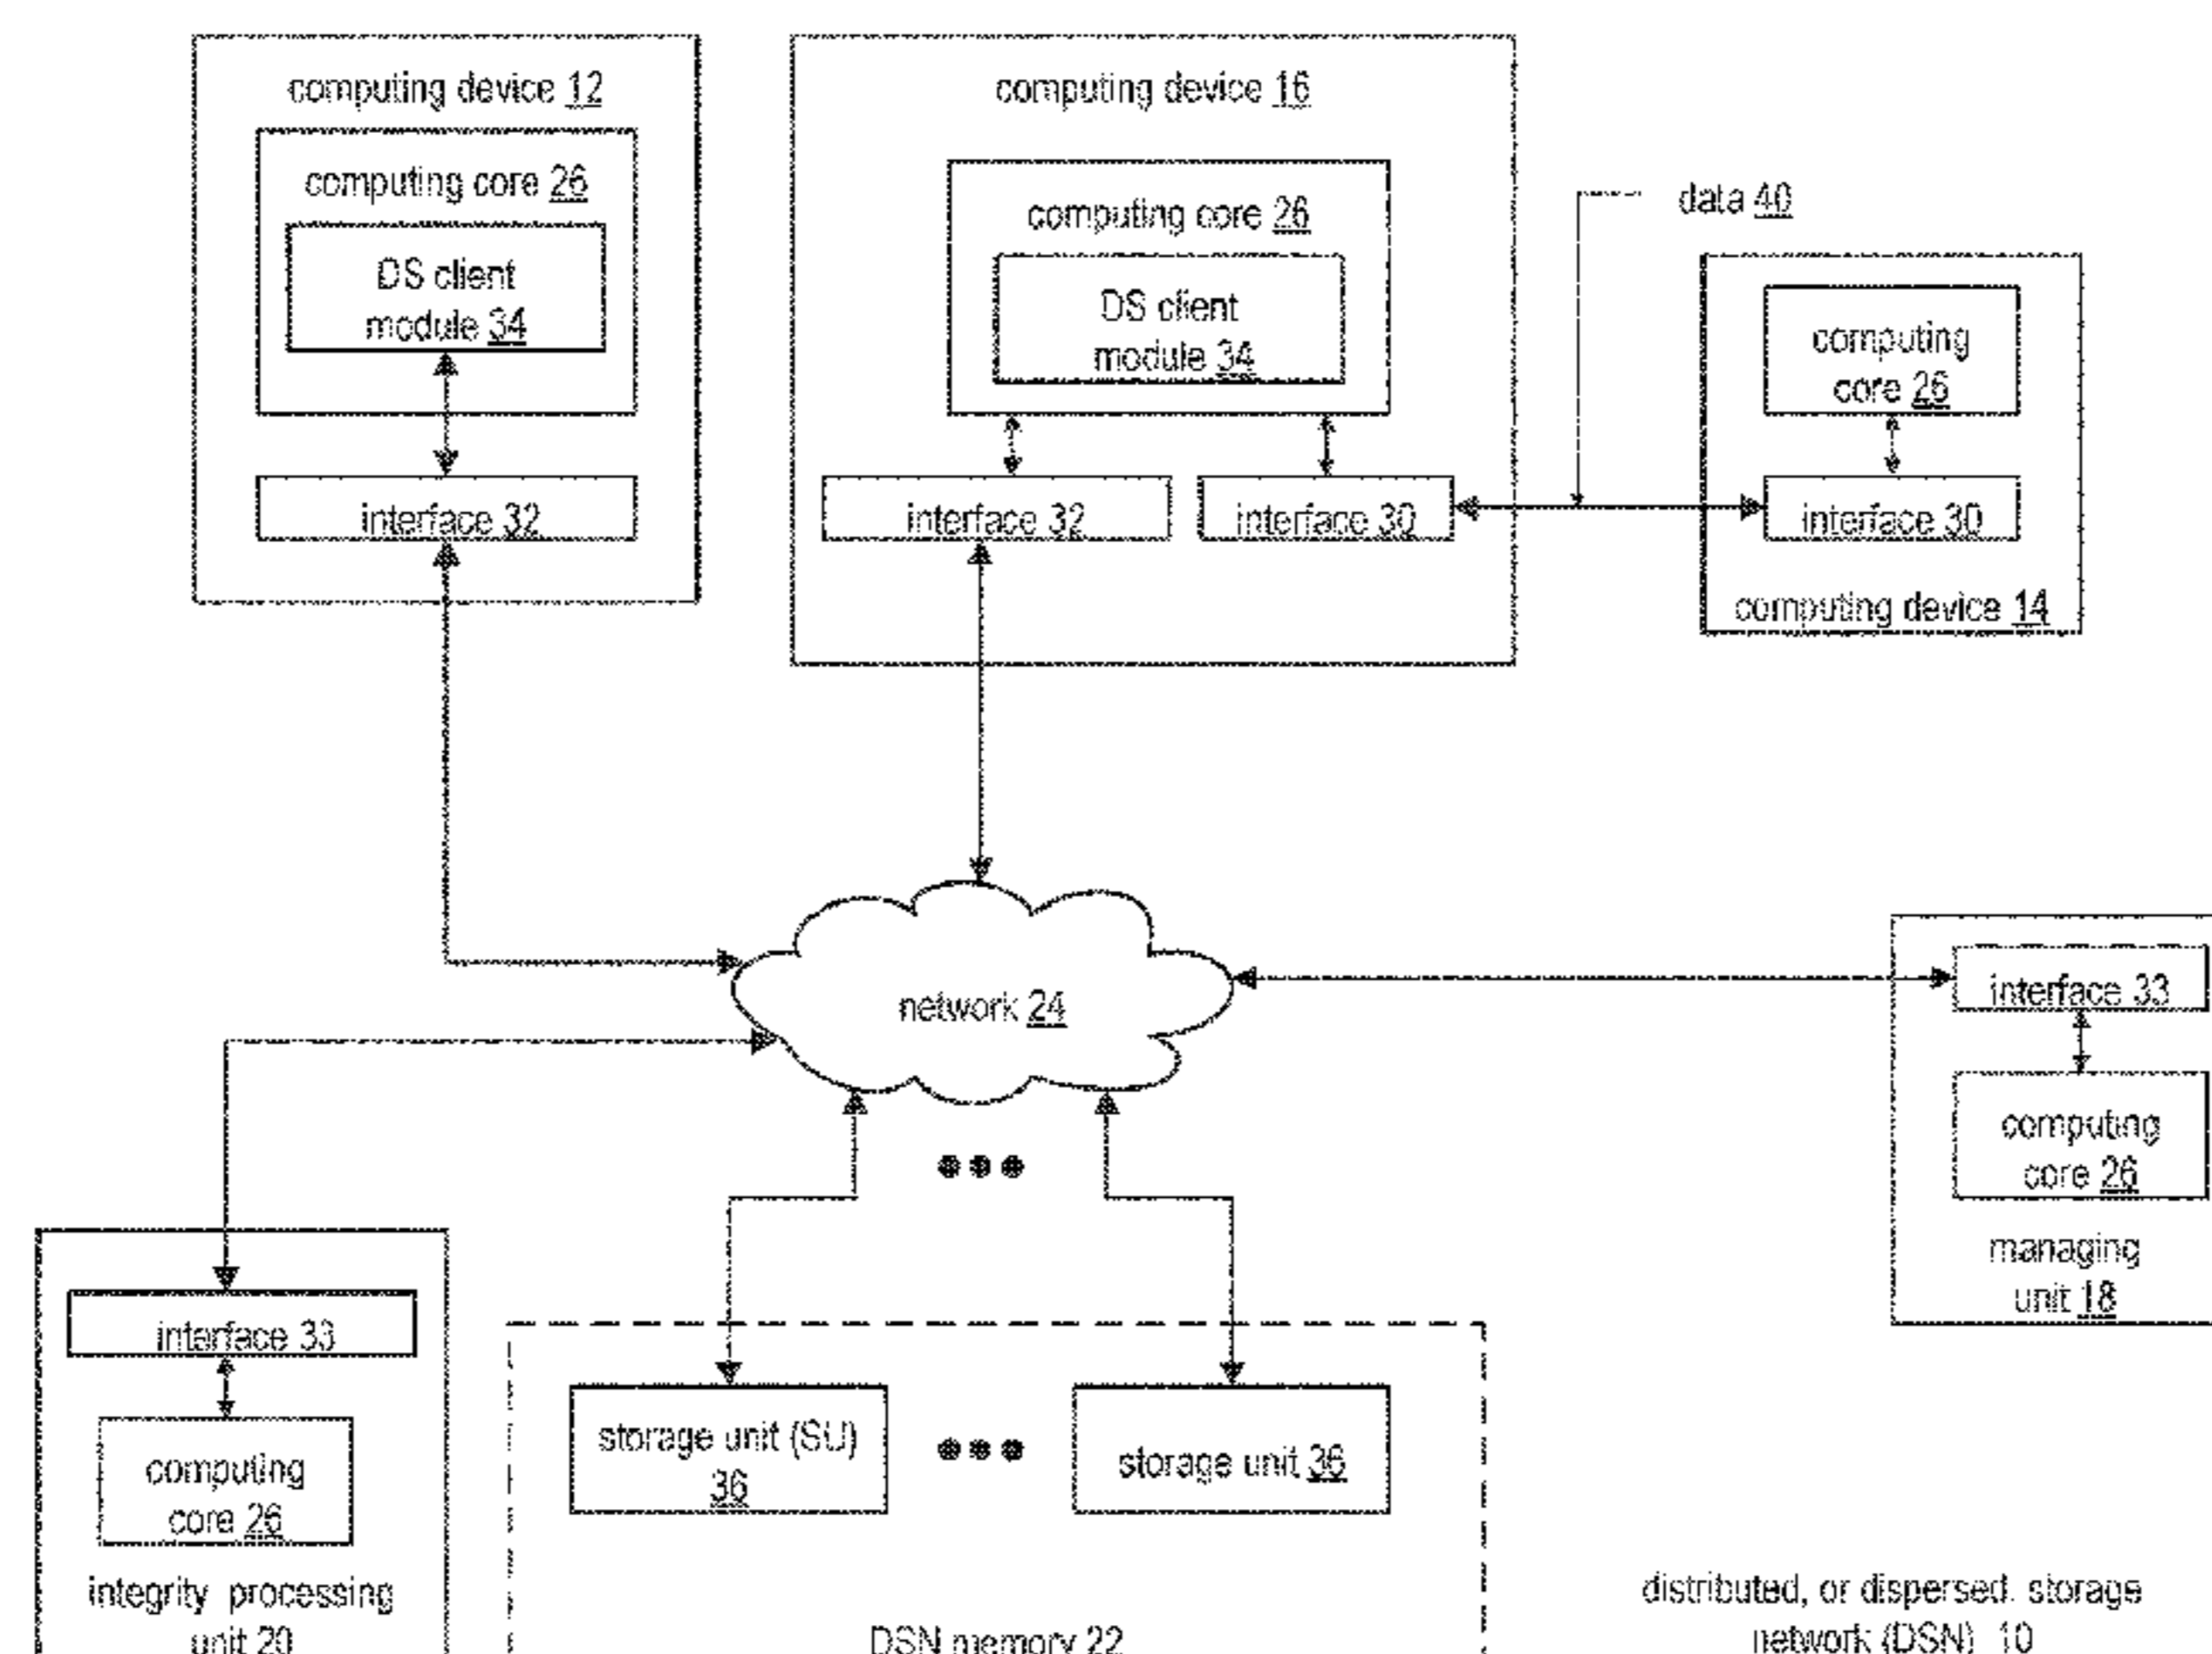 computing device 12
computing core 26
DS client
module 34
interface 32
computing device 16
computing core 26
DS client
module 34
interface 32
interface 30
data 40
computing
core 26
interface 30
computing device 14
network 24
interface 33
computing
core 26
managing
unit 18
interface 33
computing
core 26
integrity processing
unit 20
storage unit (SU)
36
storage unit 36
DSN memory 22
distributed, or dispersed, storage
network (DSN) 10